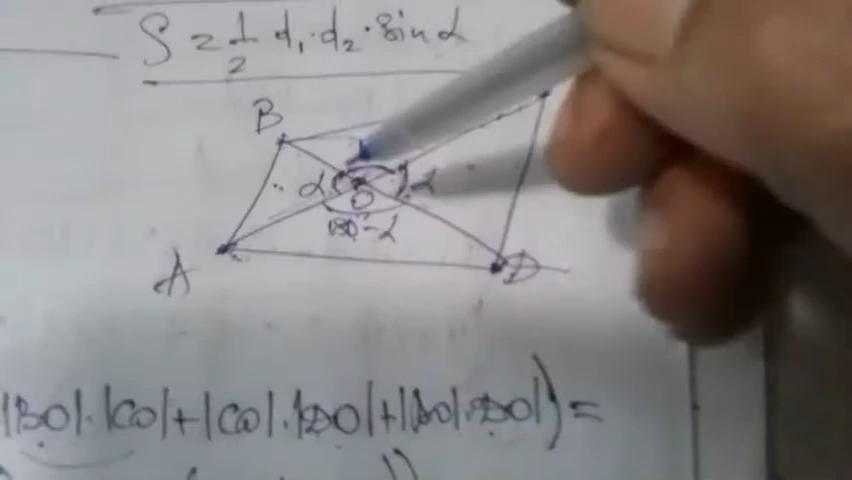 S = 1/2 d₁·d₂·sin α
B
α α
O
180°-α
A D
|BO|·|CO|+|CO|·|DO|+|AO|·|DO|)=